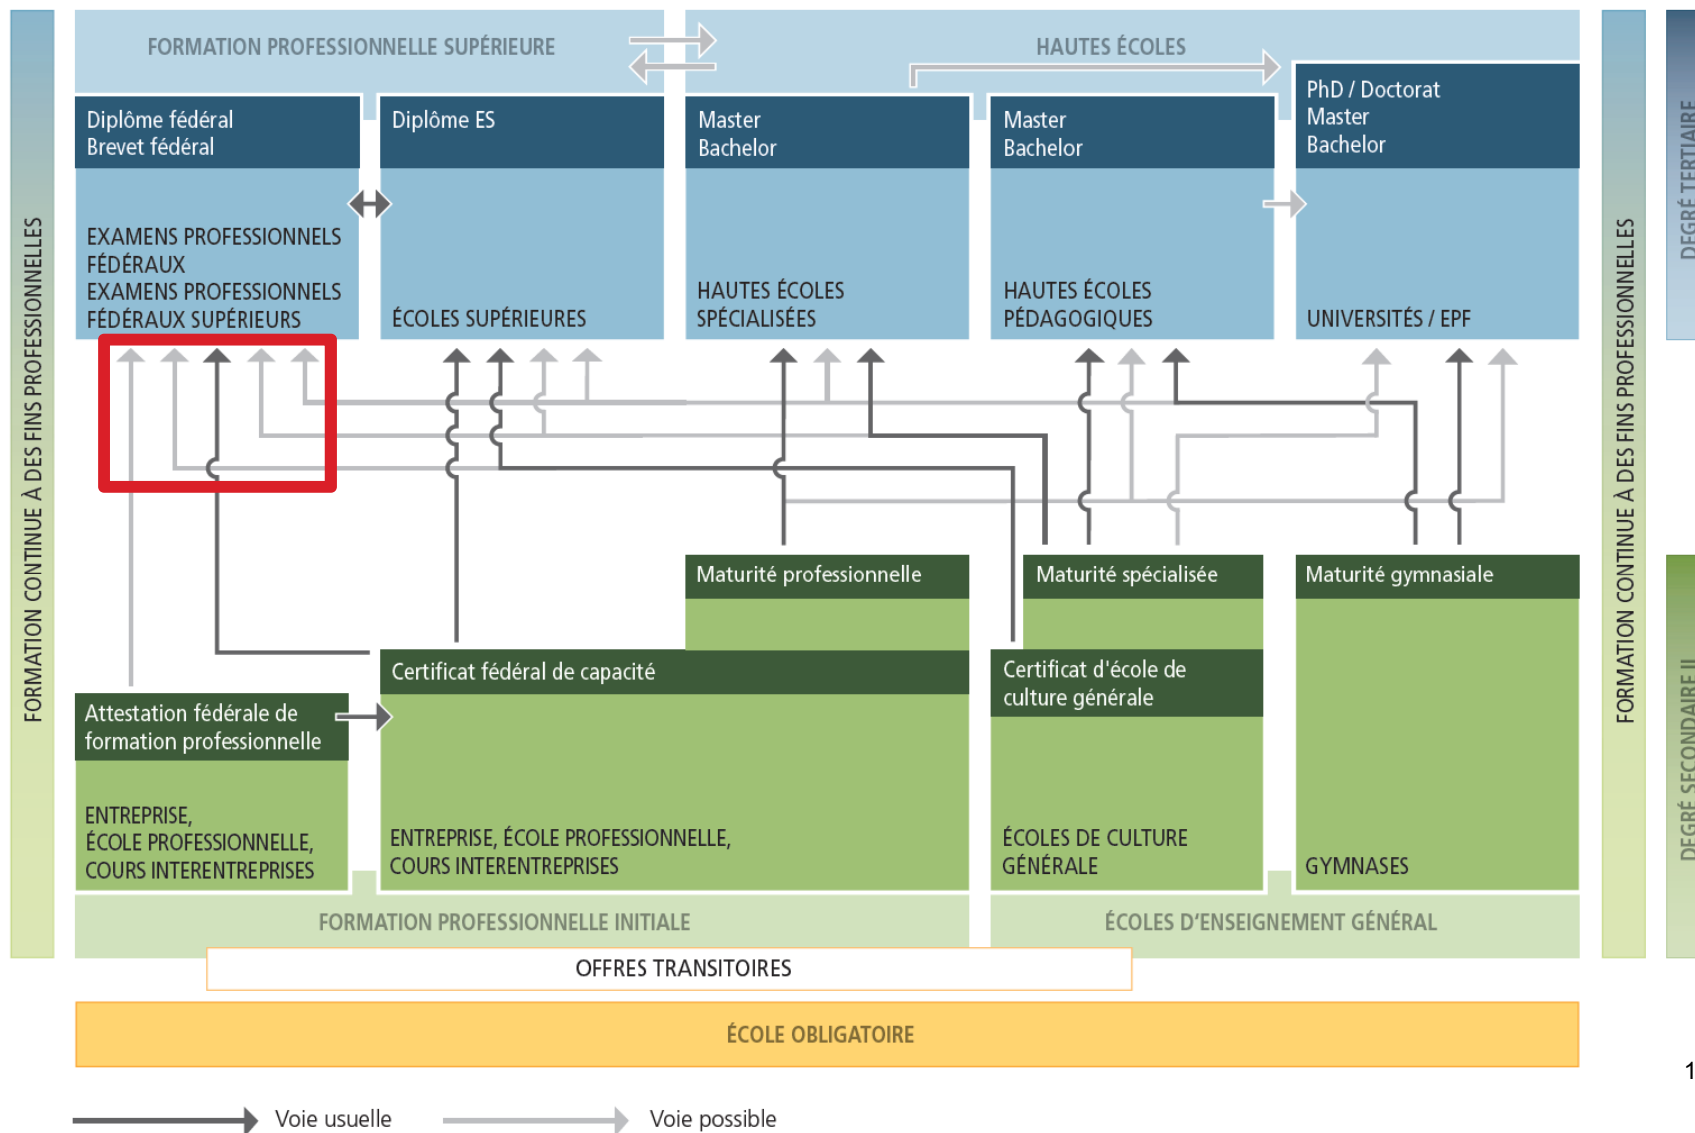 FORMATION PROFESSIONNELLE SUPÉRIEURE
HAUTES ÉCOLES
Diplôme fédéral
Brevet fédéral
EXAMENS PROFESSIONNELS
FÉDÉRAUX
EXAMENS PROFESSIONNELS
FÉDÉRAUX SUPÉRIEURS
Diplôme ES
ÉCOLES SUPÉRIEURES
Master
Bachelor
HAUTES ÉCOLES
SPÉCIALISÉES
Master
Bachelor
HAUTES ÉCOLES
PÉDAGOGIQUES
PhD / Doctorat
Master
Bachelor
UNIVERSITÉS / EPF
FORMATION CONTINUE À DES FINS PROFESSIONNELLES
FORMATION CONTINUE À DES FINS PROFESSIONNELLES
DEGRÉ TERTIAIRE
DEGRÉ SECONDAIRE II
Maturité professionnelle
Maturité spécialisée
Maturité gymnasiale
Certificat fédéral de capacité
Certificat d'école de
culture générale
Attestation fédérale de
formation professionnelle
ENTREPRISE,
ÉCOLE PROFESSIONNELLE,
COURS INTERENTREPRISES
ENTREPRISE, ÉCOLE PROFESSIONNELLE,
COURS INTERENTREPRISES
ÉCOLES DE CULTURE
GÉNÉRALE
GYMNASES
FORMATION PROFESSIONNELLE INITIALE
ÉCOLES D'ENSEIGNEMENT GÉNÉRAL
OFFRES TRANSITOIRES
ÉCOLE OBLIGATOIRE
1
Voie usuelle
Voie possible